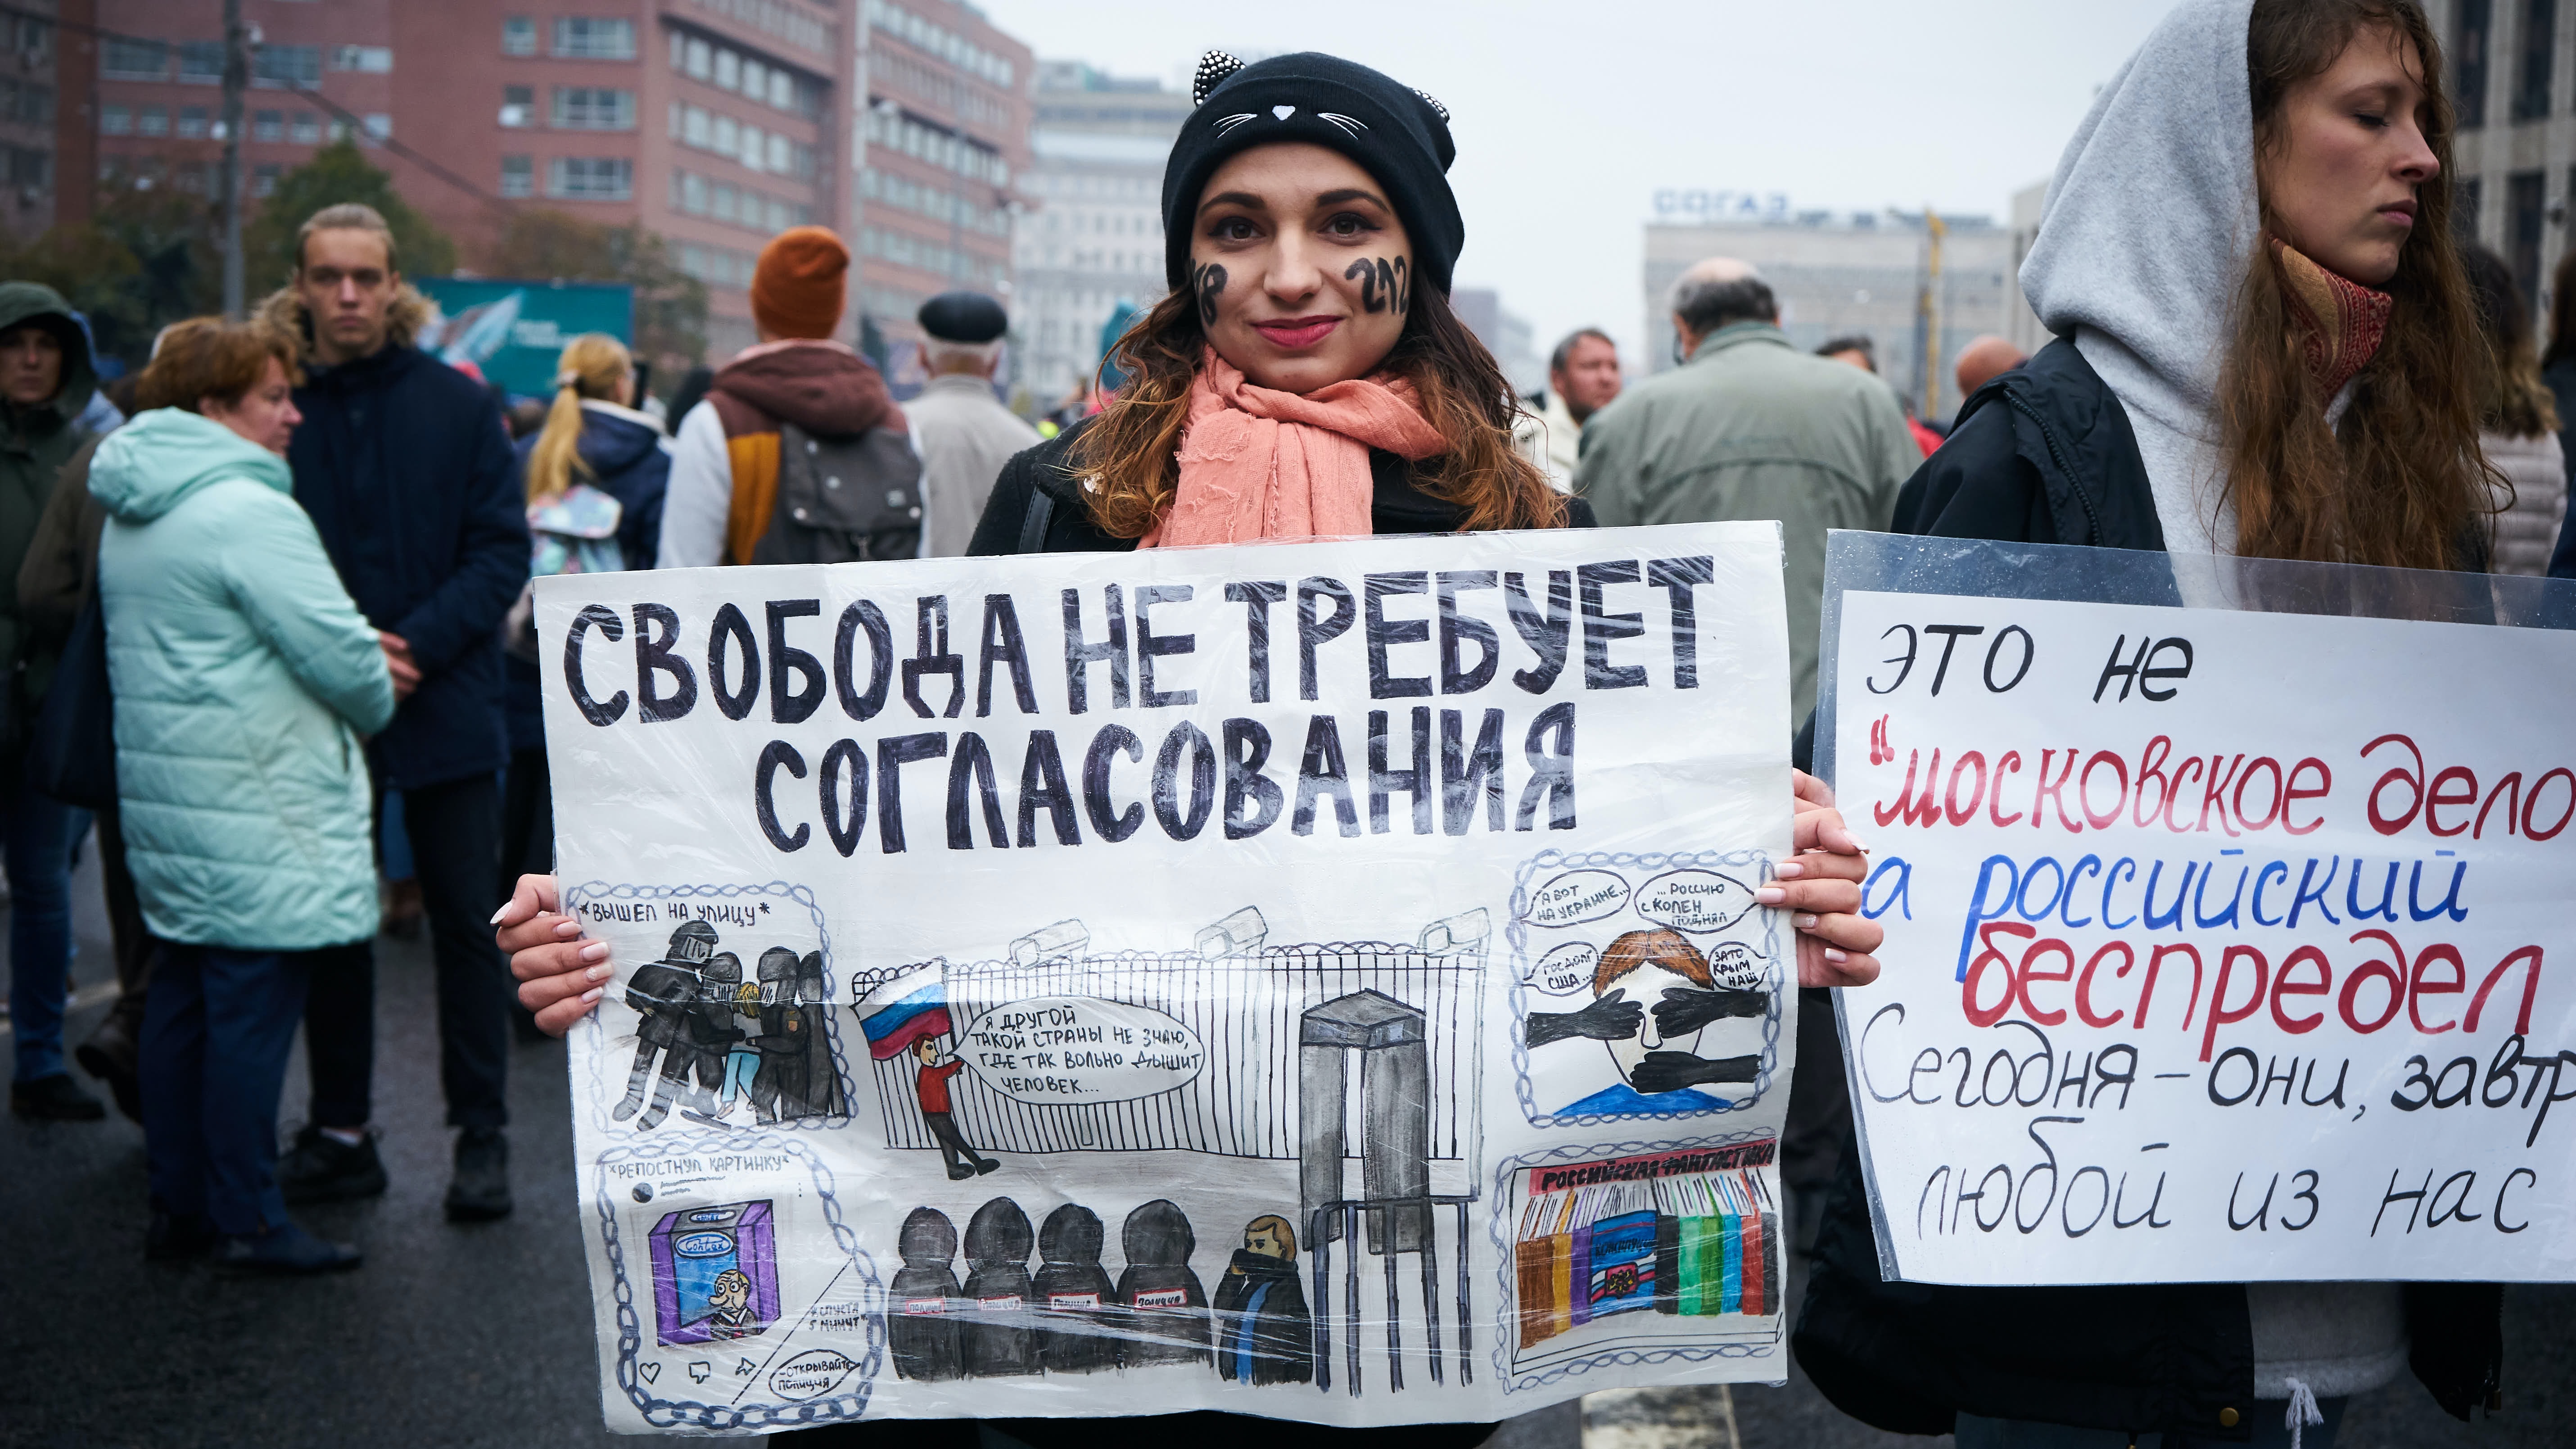 СОГАЗ
212
СВОБОДА НЕ ТРЕБУЕТ
СОГЛАСОВАНИЯ
*ВЫШЕЛ НА УЛИЦУ*
Я ДРУГОЙ
ТАКОЙ СТРАНЫ НЕ ЗНАЮ,
ГДЕ ТАК ВОЛЬНО ДЫШИТ
ЧЕЛОВЕК...
А ВОТ
НА УКРАИНЕ...
...РОССИЮ
С КОЛЕН
ПОДНЯЛ
ГОСДОЛГ
США...
ЗАТО
КРЫМ
НАШ
*РЕПОСТНУЛ КАРТИНКУ*
*СПУСТЯ
5 МИНУТ*
-ОТКРЫВАЙТЕ
ПОЛИЦИЯ
ПОЛИЦИЯ
ПОЛИЦИЯ
ПОЛИЦИЯ
ПОЛИЦИЯ
РОССИЙСКАЯ ФАНТАСТИКА
ЭТО не
"московское дело
а российский
беспредел
Сегодня – они, завтр
любой из нас